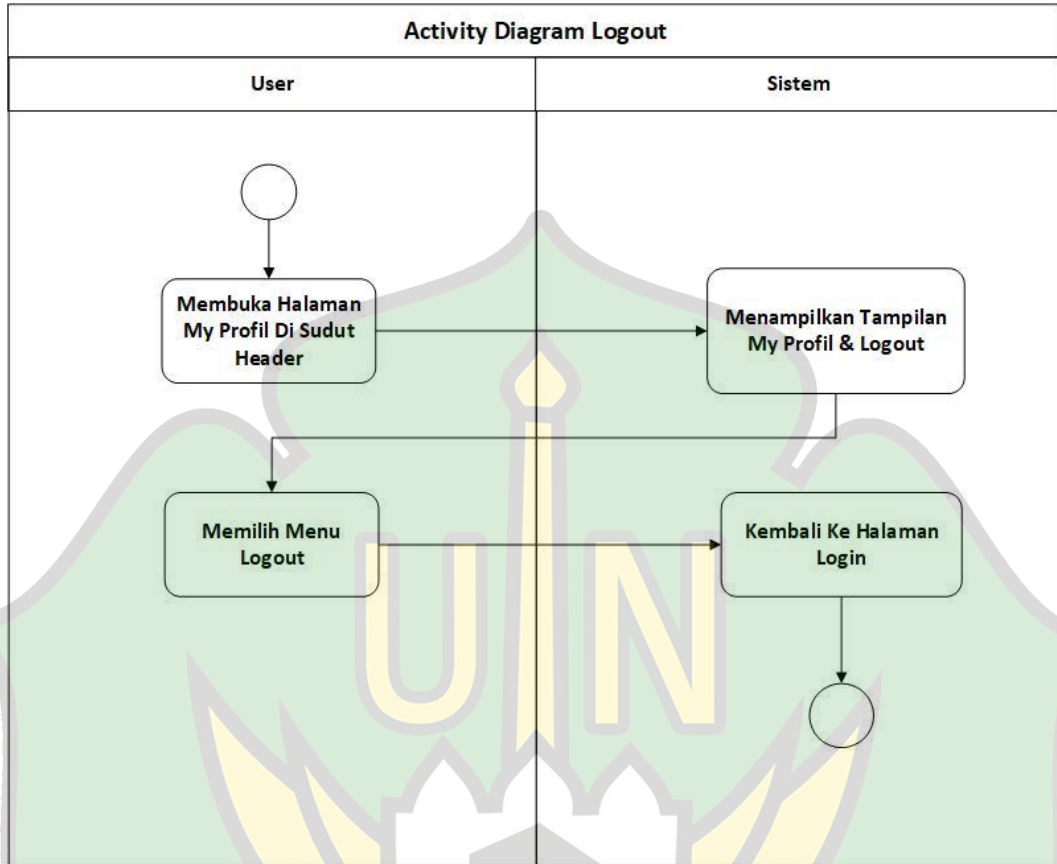 Activity Diagram Logout
User
Sistem
Membuka Halaman
My Profil Di Sudut
Header
Menampilkan Tampilan
My Profil & Logout
Memilih Menu
Logout
Kembali Ke Halaman
Login
UIN